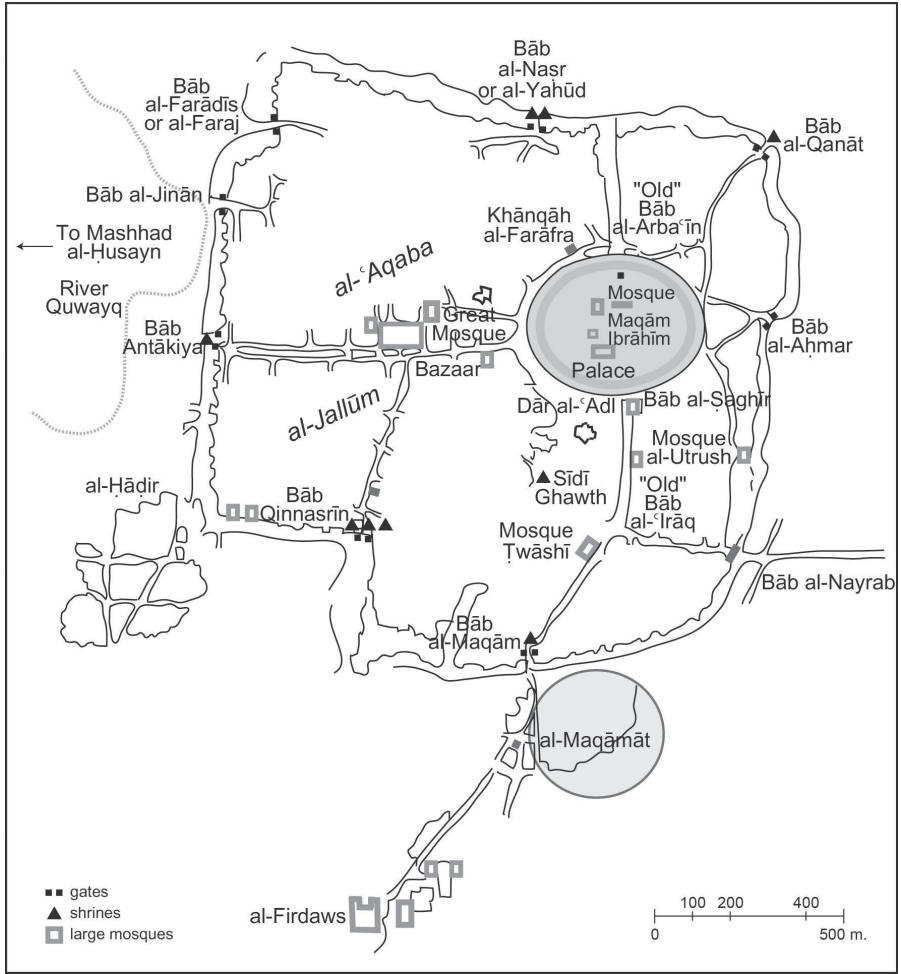 Bāb
al-Naṣr
or al-Yahūd
Bāb
al-Farādīs
or al-Faraj
Bāb
al-Qanāt
Bāb al-Jinān
"Old"
Bāb
al-Arbaʿīn
Khānqāh
al-Farāfra
To Mashhad
al-Ḥusayn
al-ʿAqaba
River
Quwayq
Mosque
Maqām
Ibrāhīm
Palace
Great
Mosque
Bāb
Antākiya
Bāb
al-Aḥmar
Bazaar
al-Jallūm
Dār al-ʿAdl
Bāb al-Ṣaghīr
Mosque
al-Utrush
Sīdī
Ghawth
"Old"
Bāb
al-ʿIrāq
al-Ḥāḍir
Bāb
Qinnasrīn
Mosque
Ṭwāshī
Bāb al-Nayrab
Bāb
al-Maqām
al-Maqāmāt
al-Firdaws
gates
shrines
large mosques
100 200 400
0 500 m.